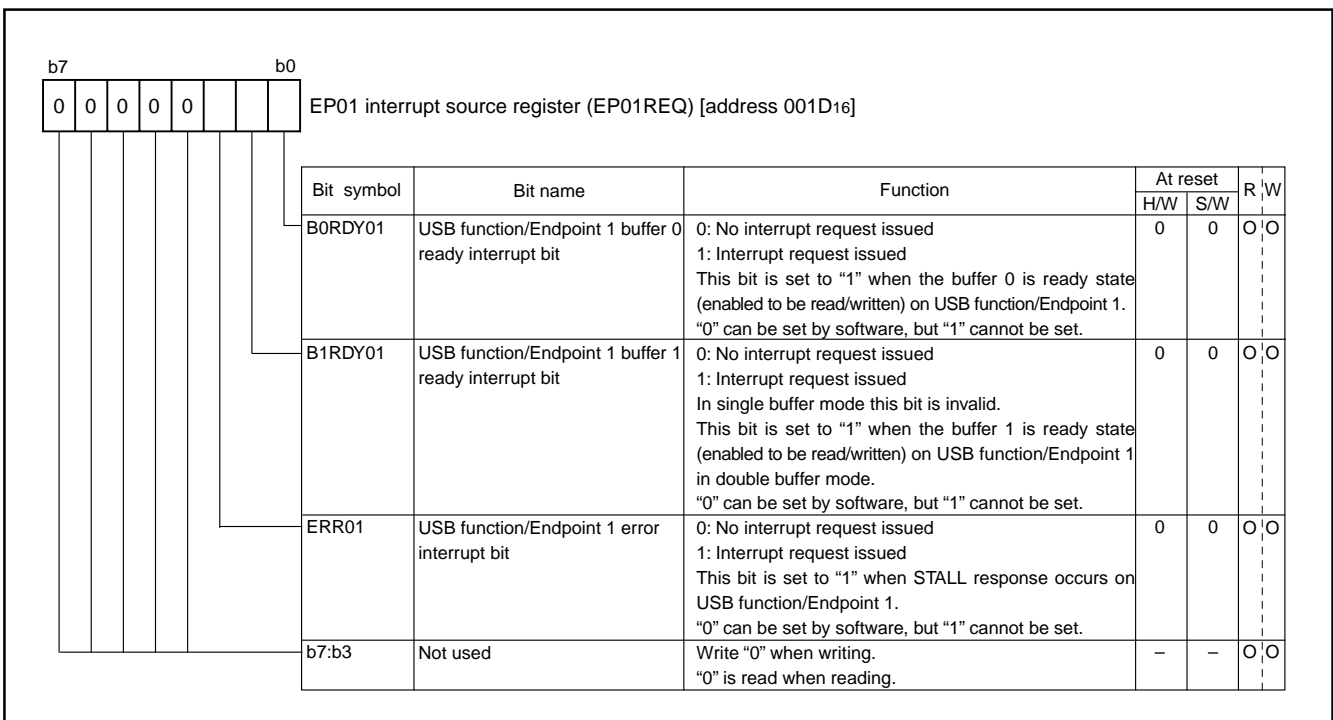 b7 b0
0 0 0 0 0
EP01 interrupt source register (EP01REQ) [address 001D16]
Bit symbol Bit name Function At reset R W
H/W S/W
B0RDY01 USB function/Endpoint 1 buffer 0 0: No interrupt request issued 0 0 O O
ready interrupt bit 1: Interrupt request issued
This bit is set to “1” when the buffer 0 is ready state
(enabled to be read/written) on USB function/Endpoint 1.
“0” can be set by software, but “1” cannot be set.
B1RDY01 USB function/Endpoint 1 buffer 1 0: No interrupt request issued 0 0 O O
ready interrupt bit 1: Interrupt request issued
In single buffer mode this bit is invalid.
This bit is set to “1” when the buffer 1 is ready state
(enabled to be read/written) on USB function/Endpoint 1
in double buffer mode.
“0” can be set by software, but “1” cannot be set.
ERR01 USB function/Endpoint 1 error 0: No interrupt request issued 0 0 O O
interrupt bit 1: Interrupt request issued
This bit is set to “1” when STALL response occurs on
USB function/Endpoint 1.
“0” can be set by software, but “1” cannot be set.
b7:b3 Not used Write “0” when writing. – – O O
“0” is read when reading.